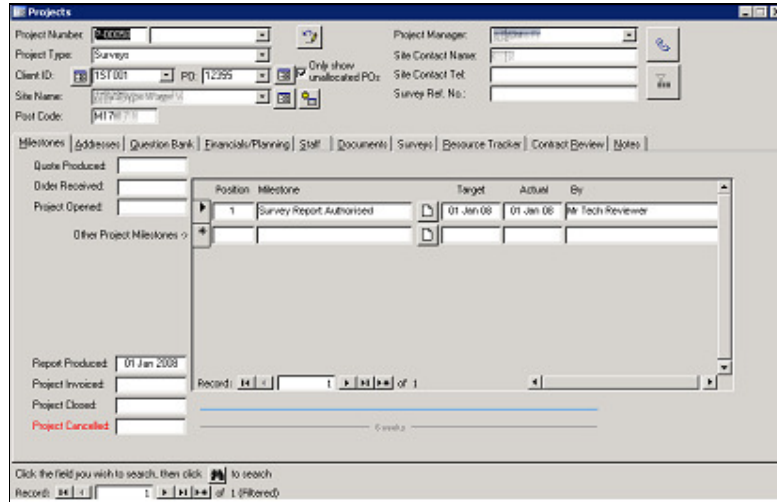 Projects
Project Number: P-00050 Project Manager:
Project Type: Surveys Site Contact Name:
Client ID: 1ST001 PO: 12395 Only show unallocated POs Site Contact Tel:
Site Name: Survey Ref. No.:
Post Code: M17
Milestones Addresses Question Bank Financials/Planning Staff Documents Surveys Resource Tracker Contract Review Notes
Quote Produced:
Order Received:
Project Opened:
Position Milestone Target Actual By
1 Survey Report Authorised 01 Jan 08 01 Jan 08 Mr Tech Reviewer
Other Project Milestones ->
Report Produced: 01 Jan 2008
Project Invoiced:
Record: 1 of 1
Project Closed:
Project Cancelled:
6 weeks
Click the field you wish to search, then click to search
Record: 1 of 1 (Filtered)